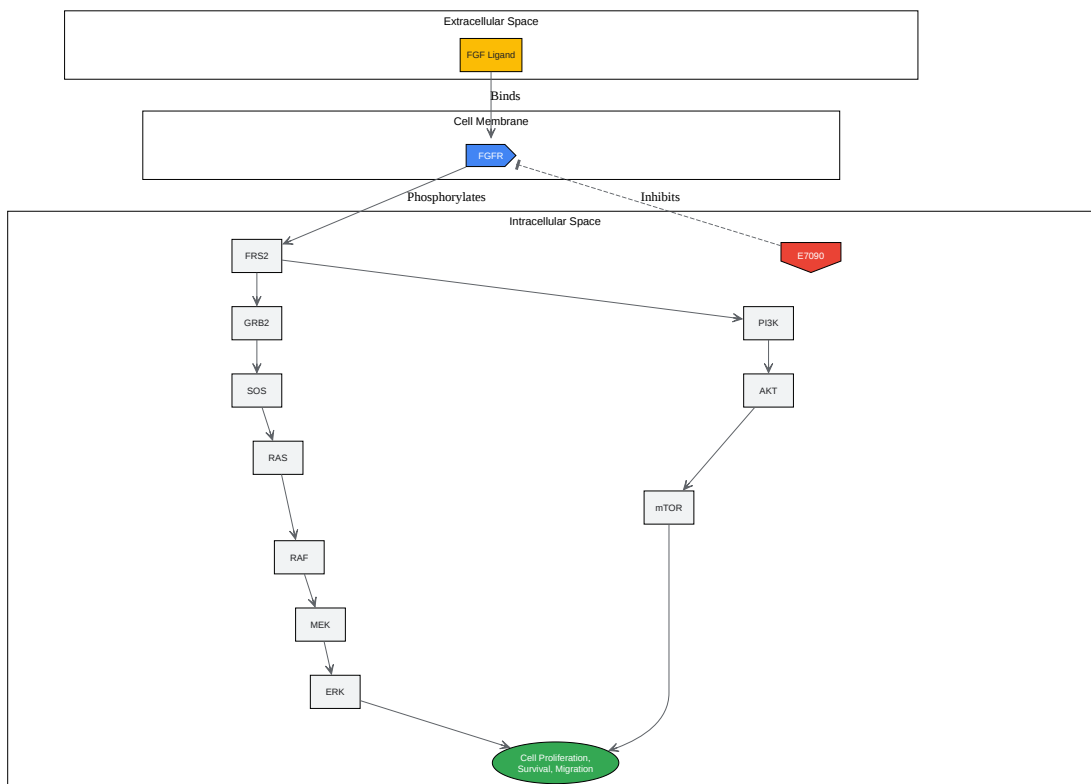 Extracellular Space
FGF Ligand
Binds
Cell Membrane
FGFR
Phosphorylates
Inhibits
Intracellular Space
FRS2
E7090
GRB2
PI3K
SOS
AKT
RAS
mTOR
RAF
MEK
ERK
Cell Proliferation,
Survival, Migration